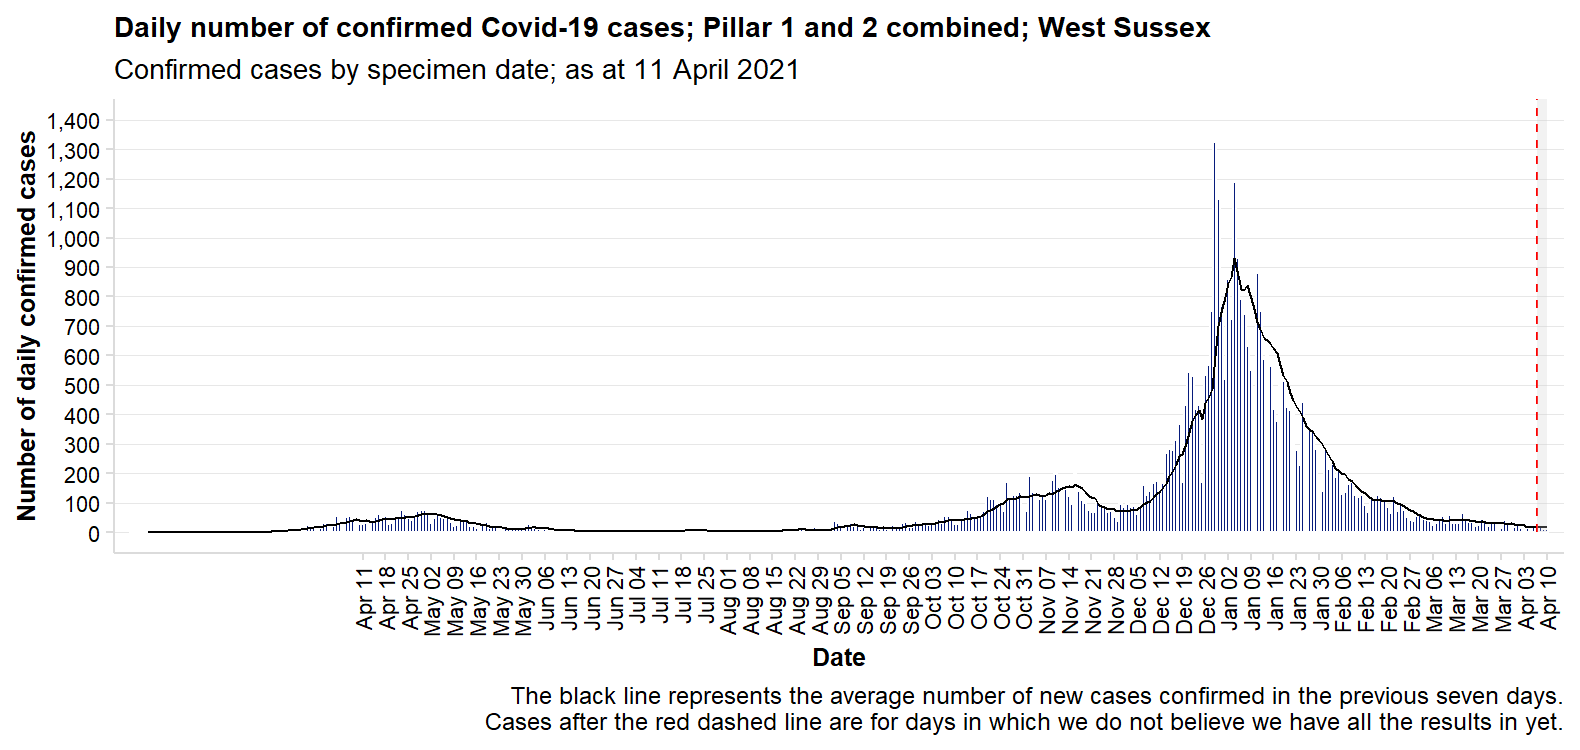 Daily number of confirmed Covid-19 cases; Pillar 1 and 2 combined; West Sussex
Confirmed cases by specimen date; as at 11 April 2021
Number of daily confirmed cases
1,400
1,300
1,200
1,100
1,000
900
800
700
600
500
400
300
200
100
0
Apr 11
Apr 18
Apr 25
May 02
May 09
May 16
May 23
May 30
Jun 06
Jun 13
Jun 20
Jun 27
Jul 04
Jul 11
Jul 18
Jul 25
Aug 01
Aug 08
Aug 15
Aug 22
Aug 29
Sep 05
Sep 12
Sep 19
Sep 26
Oct 03
Oct 10
Oct 17
Oct 24
Oct 31
Nov 07
Nov 14
Nov 21
Nov 28
Dec 05
Dec 12
Dec 19
Dec 26
Jan 02
Jan 09
Jan 16
Jan 23
Jan 30
Feb 06
Feb 13
Feb 20
Feb 27
Mar 06
Mar 13
Mar 20
Mar 27
Apr 03
Apr 10
Date
The black line represents the average number of new cases confirmed in the previous seven days.
Cases after the red dashed line are for days in which we do not believe we have all the results in yet.